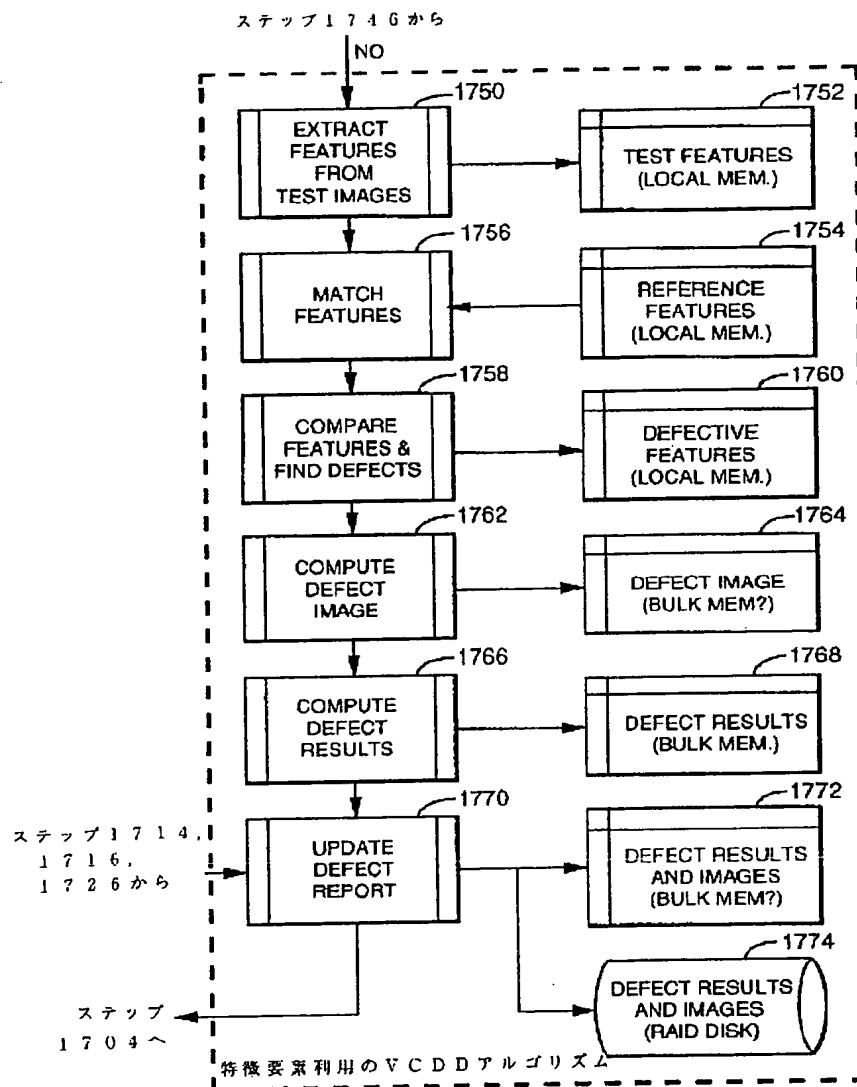 ステップ1746から
NO
1750
EXTRACT
FEATURES
FROM
TEST IMAGES
1752
TEST FEATURES
(LOCAL MEM.)
1756
MATCH
FEATURES
1754
REFERENCE
FEATURES
(LOCAL MEM.)
1758
COMPARE
FEATURES &
FIND DEFECTS
1760
DEFECTIVE
FEATURES
(LOCAL MEM.)
1762
COMPUTE
DEFECT
IMAGE
1764
DEFECT IMAGE
(BULK MEM?)
1766
COMPUTE
DEFECT
RESULTS
1768
DEFECT RESULTS
(BULK MEM.)
ステップ1714,
1716,
1726から
1770
UPDATE
DEFECT
REPORT
1772
DEFECT RESULTS
AND IMAGES
(BULK MEM?)
1774
DEFECT RESULTS
AND IMAGES
(RAID DISK)
ステップ
1704へ
特徴要素利用のVCDDアルゴリズム